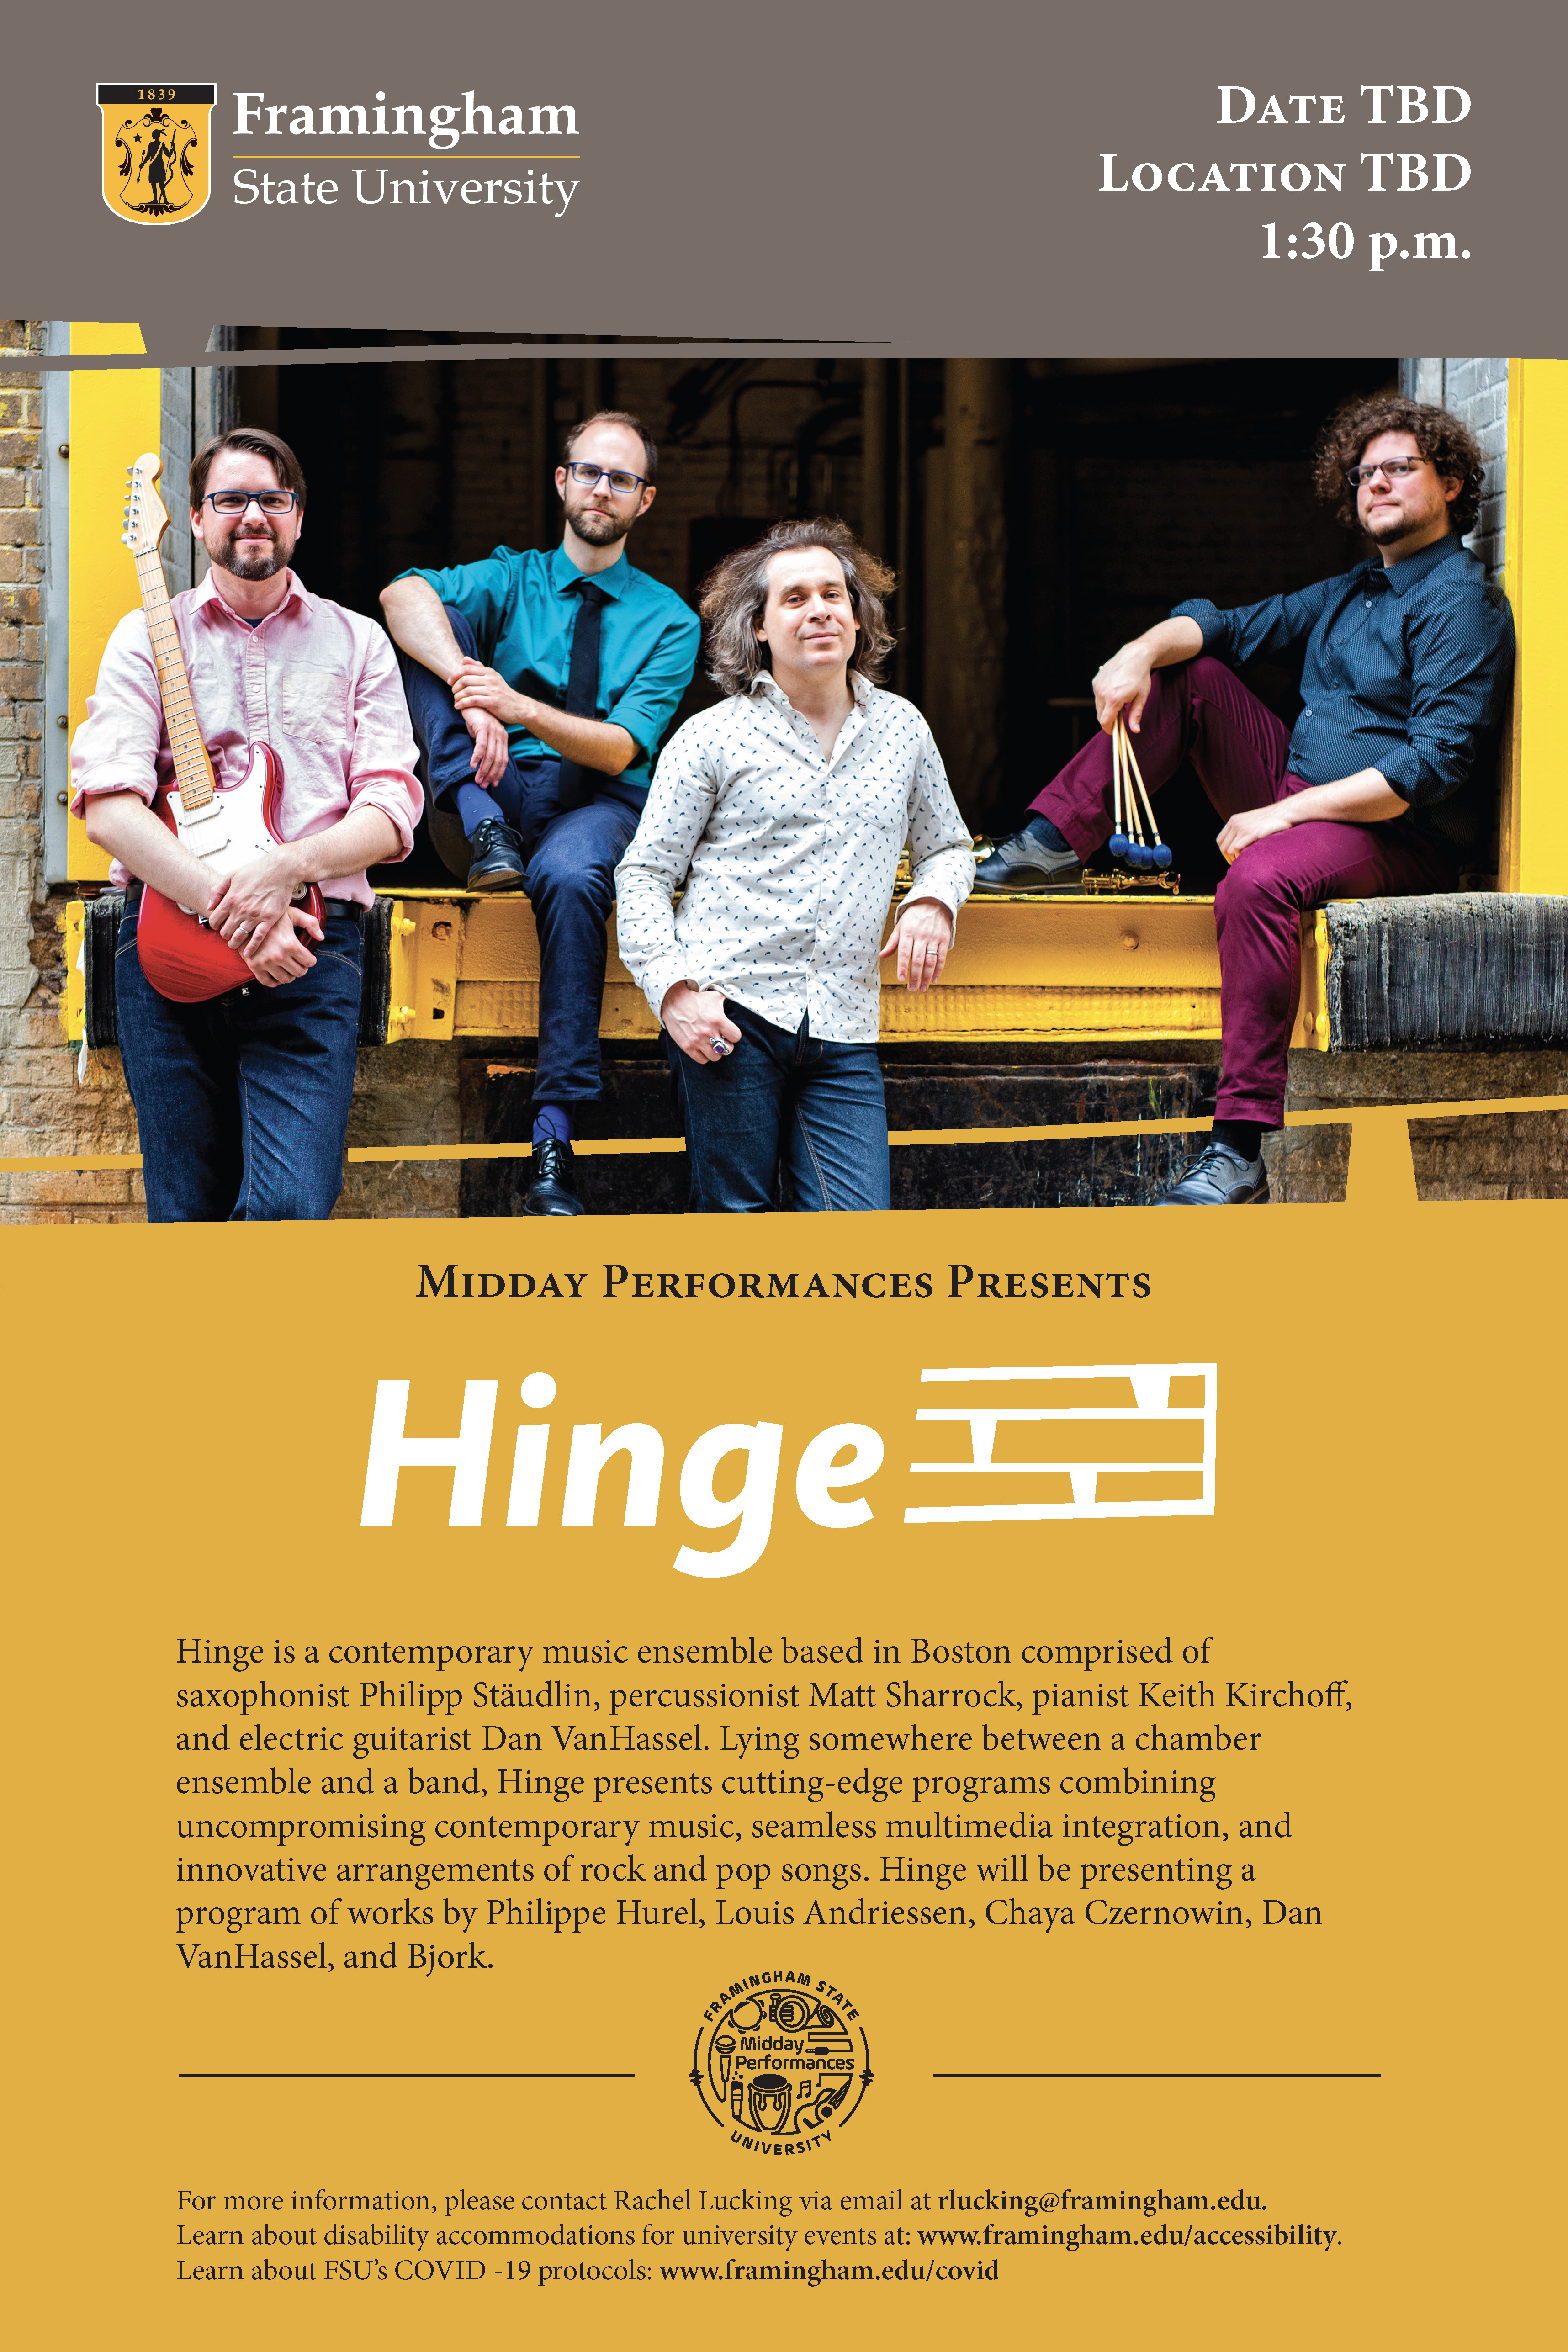 1839
Framingham
State University
Date TBD
Location TBD
1:30 p.m.
Midday Performances Presents
Hinge
Hinge is a contemporary music ensemble based in Boston comprised of
saxophonist Philipp Stäudlin, percussionist Matt Sharrock, pianist Keith Kirchoff,
and electric guitarist Dan VanHassel. Lying somewhere between a chamber
ensemble and a band, Hinge presents cutting-edge programs combining
uncompromising contemporary music, seamless multimedia integration, and
innovative arrangements of rock and pop songs. Hinge will be presenting a
program of works by Philippe Hurel, Louis Andriessen, Chaya Czernowin, Dan
VanHassel, and Bjork.
FRAMINGHAM STATE
Midday
Performances
UNIVERSITY
For more information, please contact Rachel Lucking via email at rlucking@framingham.edu.
Learn about disability accommodations for university events at: www.framingham.edu/accessibility.
Learn about FSU’s COVID -19 protocols: www.framingham.edu/covid